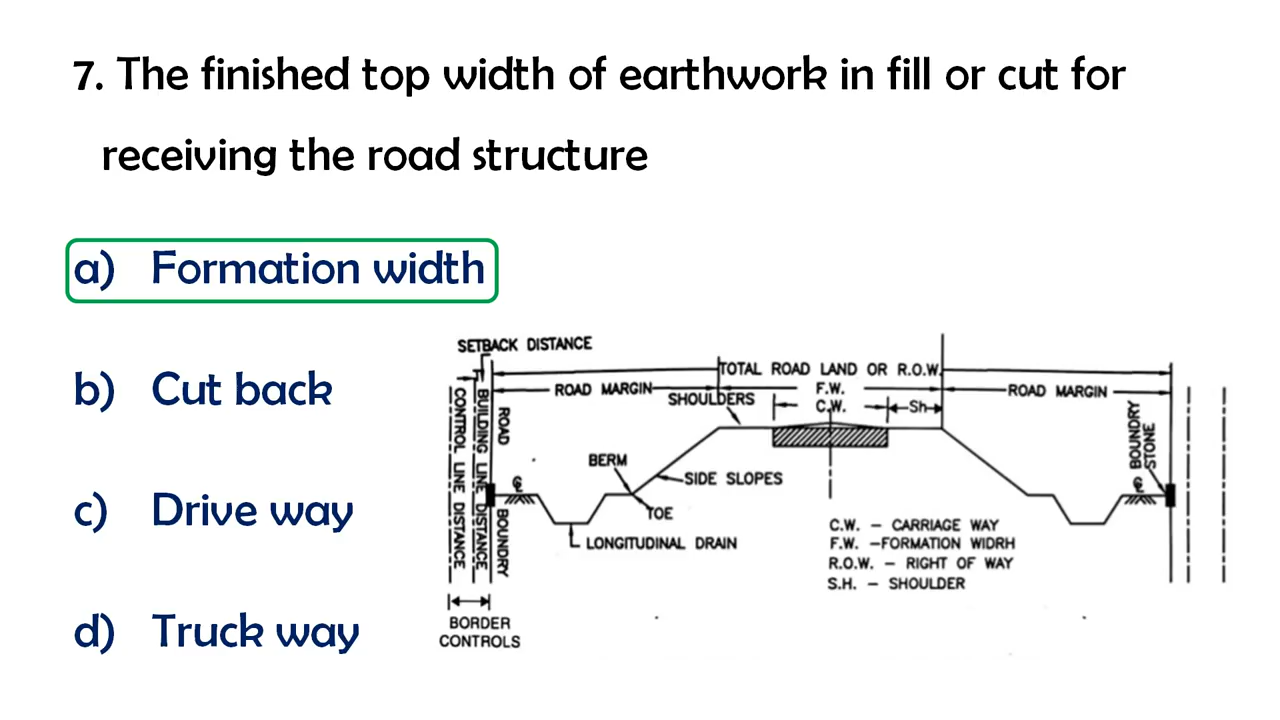 7. The finished top width of earthwork in fill or cut for
receiving the road structure
a) Formation width
b) Cut back
c) Drive way
d) Truck way
SETBACK DISTANCE
TOTAL ROAD LAND OR R.O.W.
ROAD MARGIN
F.W.
ROAD MARGIN
SHOULDERS
C.W.
Sh
CONTROL LINE DISTANCE
BUILDING LINE DISTANCE
ROAD BOUNDRY
BOUNDRY
STONE
BERM
SIDE SLOPES
TOE
LONGITUDINAL DRAIN
C.W. – CARRIAGE WAY
F.W. –FORMATION WIDRH
R.O.W. – RIGHT OF WAY
S.H. – SHOULDER
BORDER
CONTROLS
℄
℄